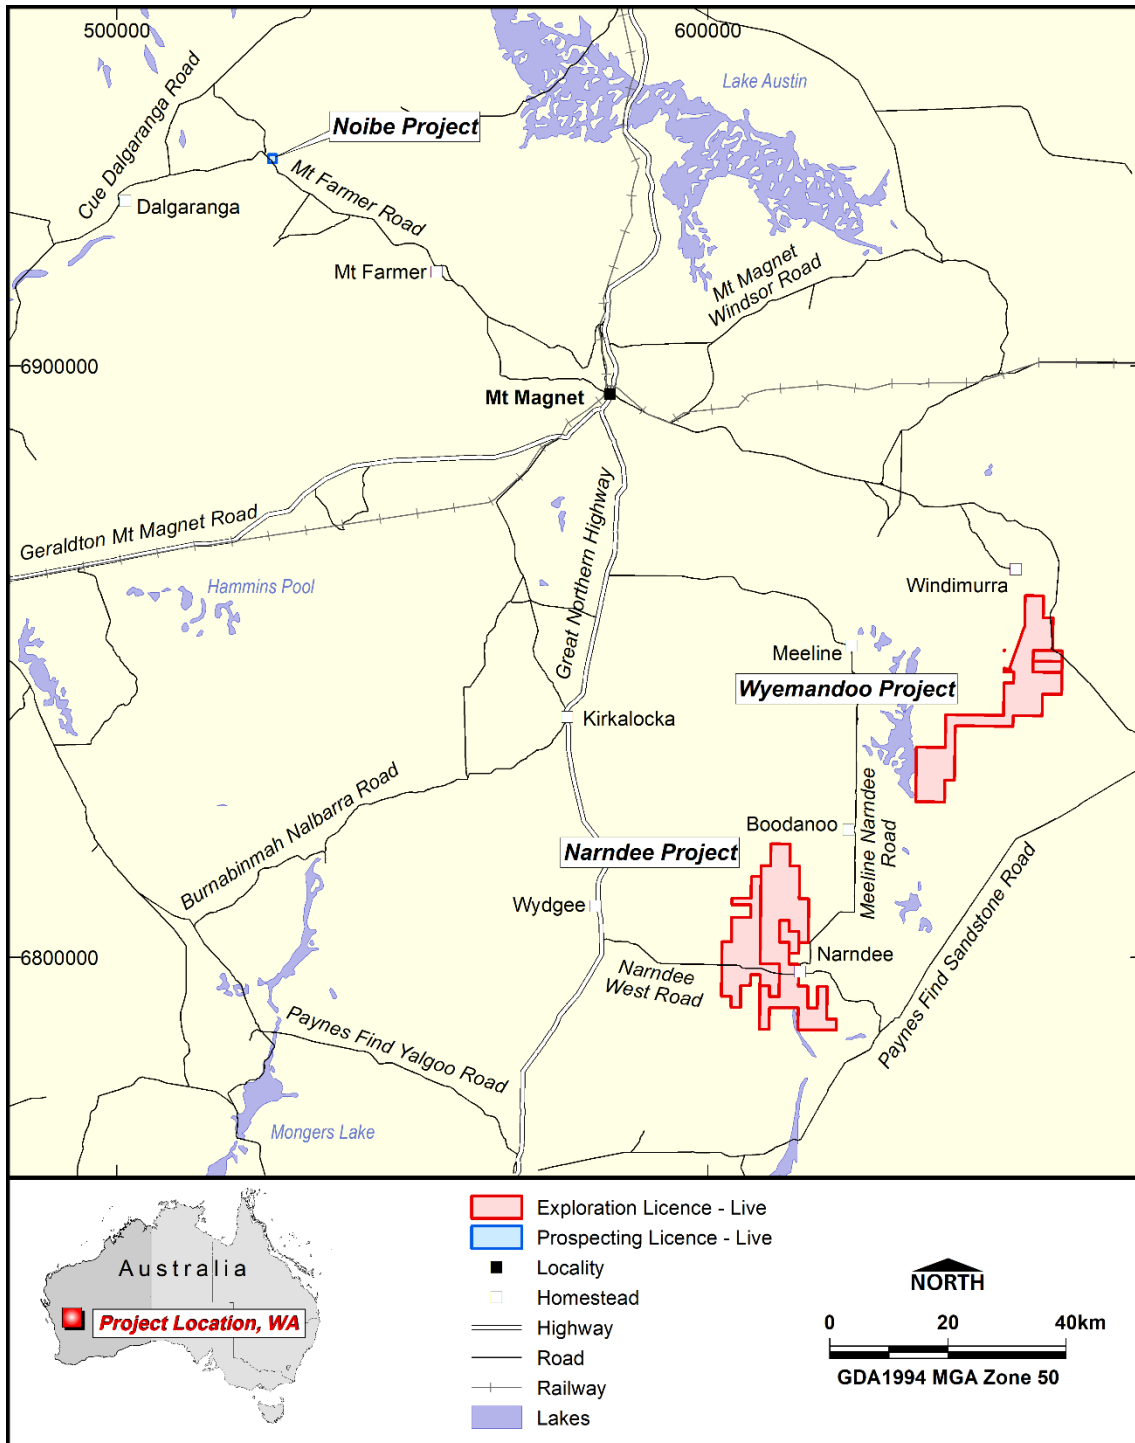 500000
600000
Lake Austin
Noibe Project
Cue Dalgaranga Road
Mt Farmer Road
Dalgaranga
Mt Farmer
Mt Magnet
Windsor Road
6900000
Mt Magnet
Geraldton Mt Magnet Road
Great Northern Highway
Hammins Pool
Windimurra
Meeline
Wyemandoo Project
Kirkalocka
Burnabinmah Nalbarra Road
Boodanoo
Meeline Narndee
Road
Narndee Project
Wydgee
Paynes Find Sandstone Road
6800000
Narndee
Narndee
West Road
Paynes Find Yalgoo Road
Mongers Lake
Australia
Project Location, WA
Exploration Licence - Live
Prospecting Licence - Live
Locality
Homestead
Highway
Road
Railway
Lakes
NORTH
0 20 40km
GDA1994 MGA Zone 50